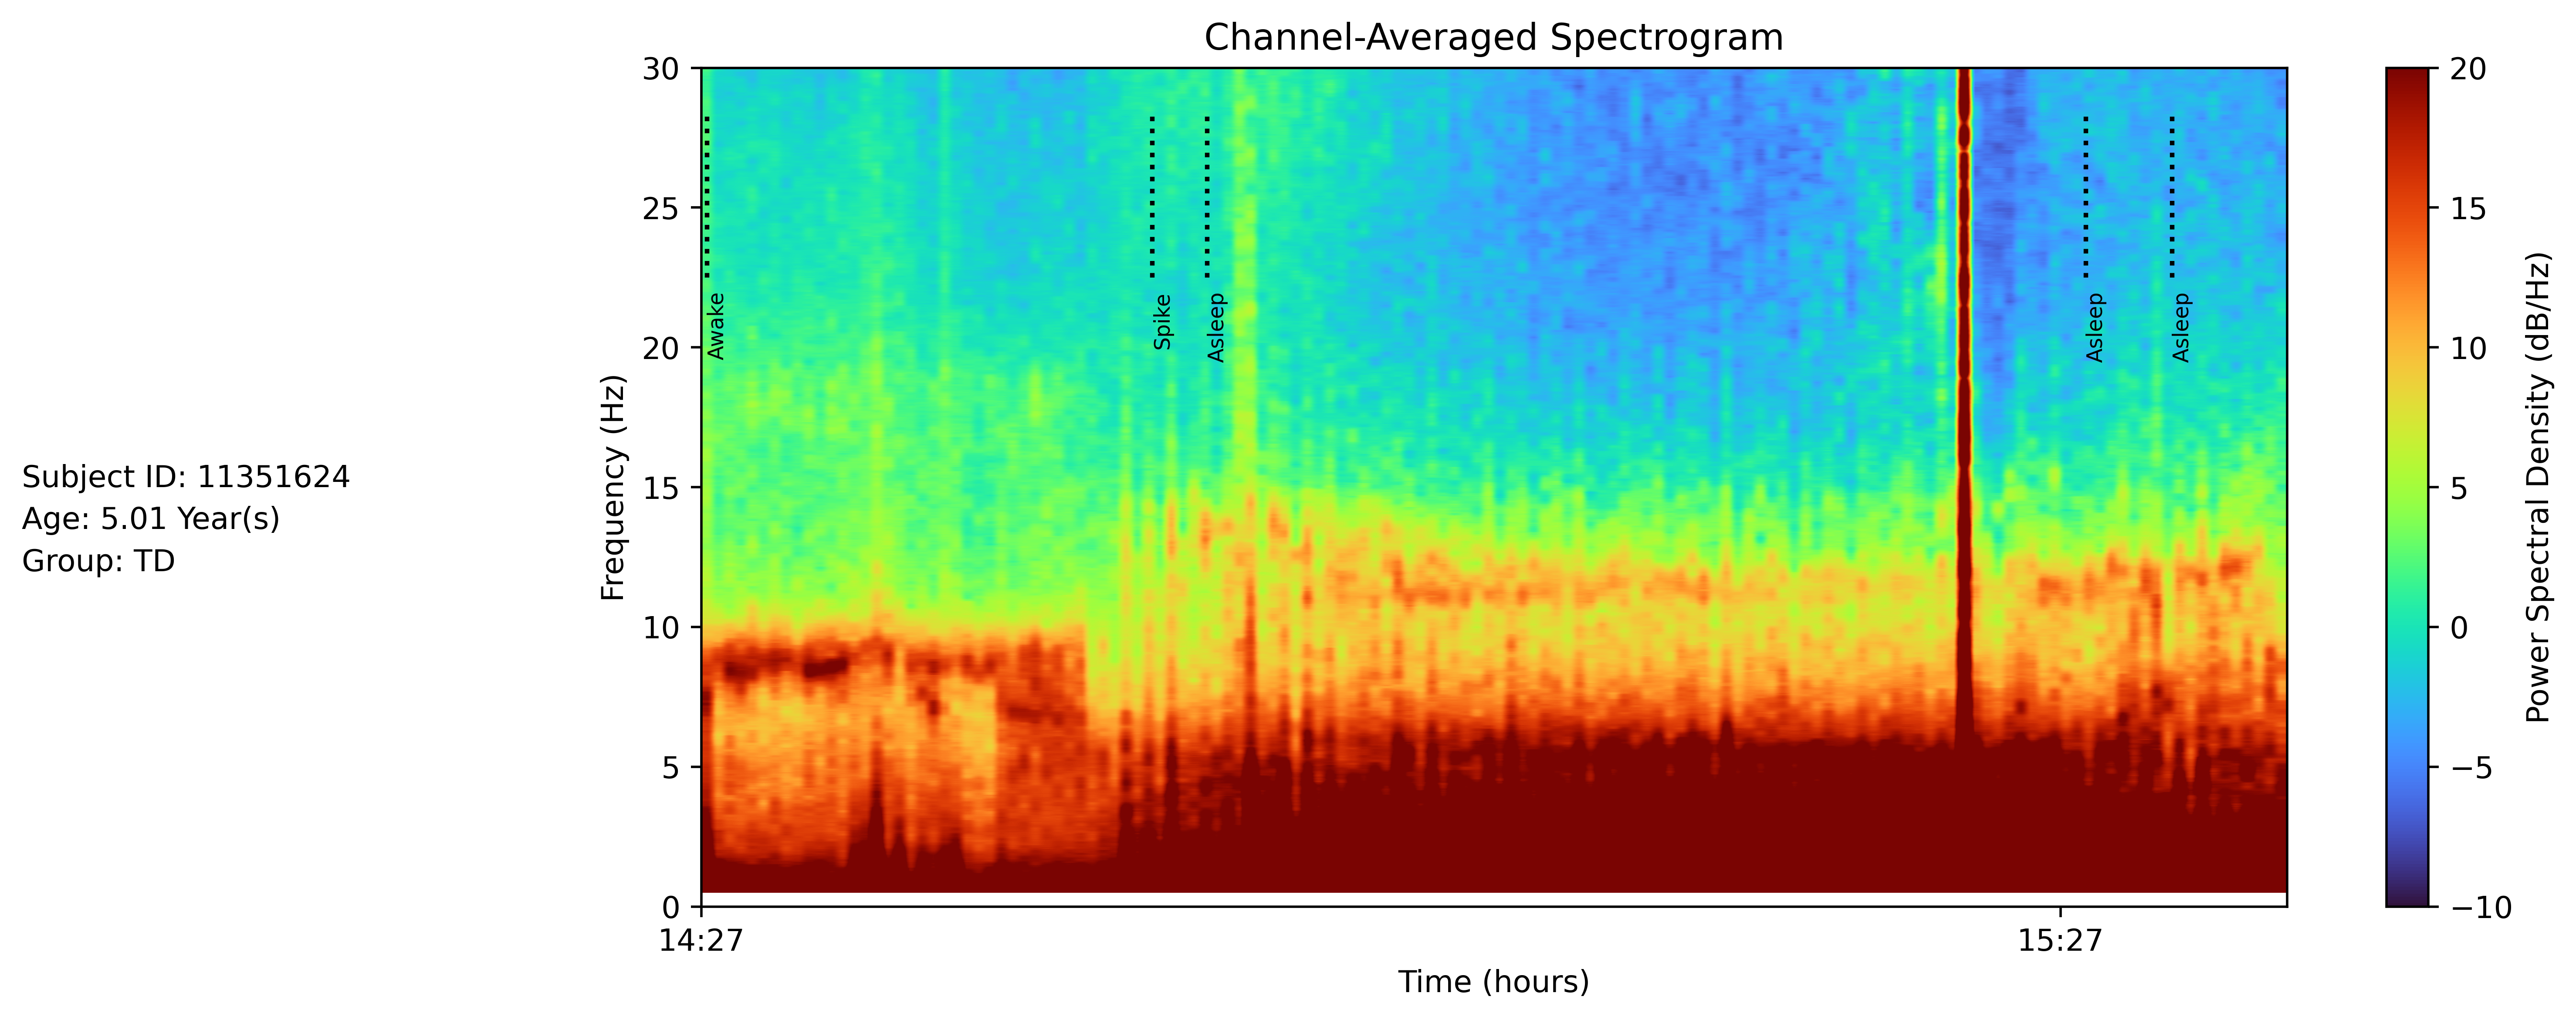 Channel-Averaged Spectrogram
Subject ID: 11351624
Age: 5.01 Year(s)
Group: TD
Frequency (Hz)
30
25
20
15
10
5
0
Awake
Spike
Asleep
Asleep
Asleep
14:27
15:27
Time (hours)
20
15
10
5
0
−5
−10
Power Spectral Density (dB/Hz)